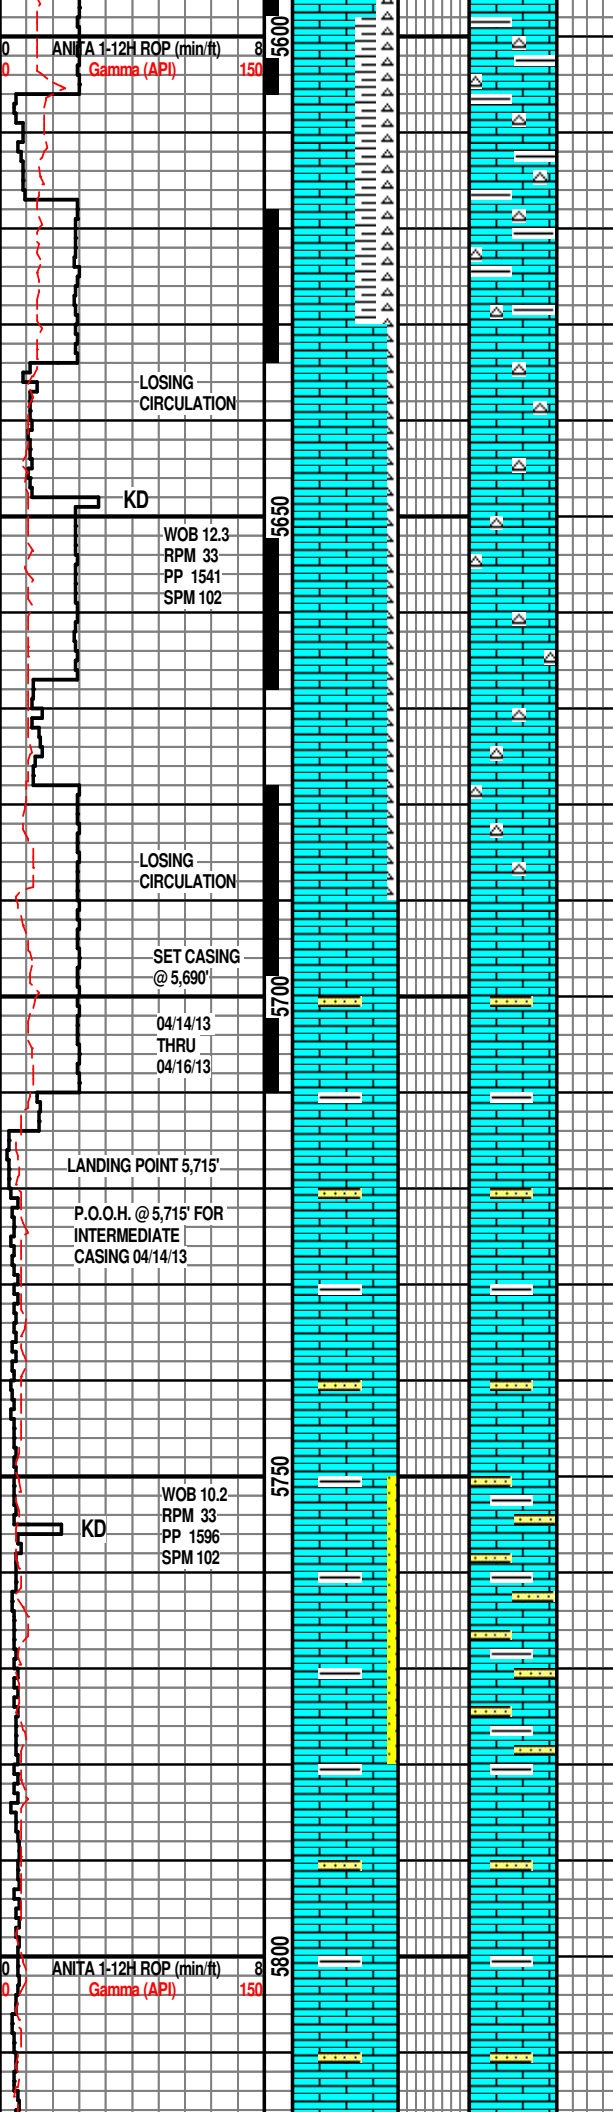 5600
0 ANITA 1-12H ROP (min/ft) 8
0 Gamma (API) 150
LOSING
CIRCULATION
KD
5650
WOB 12.3
RPM 33
PP 1541
SPM 102
LOSING
CIRCULATION
SET CASING
@ 5,690'
5700
04/14/13
THRU
04/16/13
LANDING POINT 5,715'
P.O.O.H. @ 5,715' FOR
INTERMEDIATE
CASING 04/14/13
5750
WOB 10.2
RPM 33
KD
PP 1596
SPM 102
5800
0 ANITA 1-12H ROP (min/ft) 8
0 Gamma (API) 150